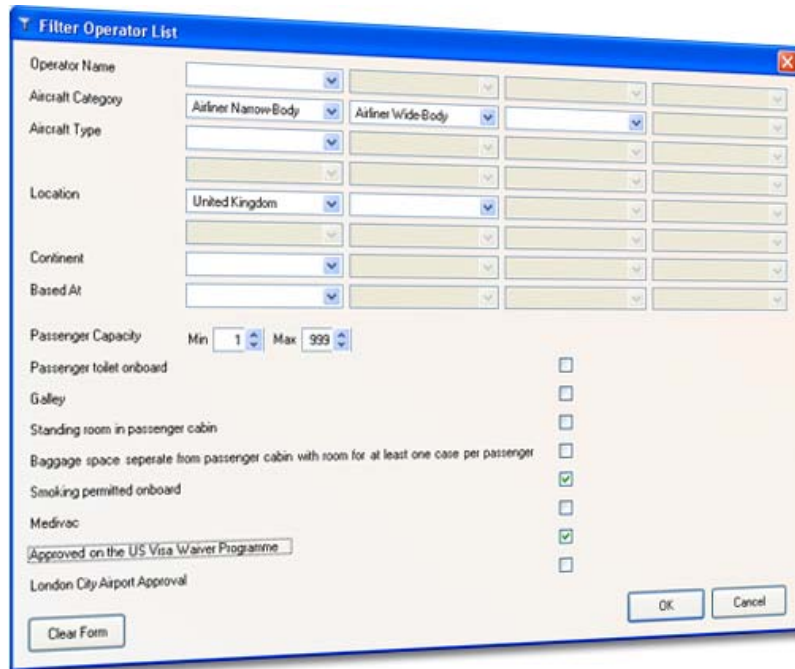 Filter Operator List
Operator Name
Aircraft Category Airliner Narrow-Body Airliner Wide-Body
Aircraft Type
Location United Kingdom
Continent
Based At
Passenger Capacity Min 1 Max 999
Passenger toilet onboard
Galley
Standing room in passenger cabin
Baggage space seperate from passenger cabin with room for at least one case per passenger
Smoking permitted onboard
Medivac
Approved on the US Visa Waiver Programme
London City Airport Approval
Clear Form OK Cancel